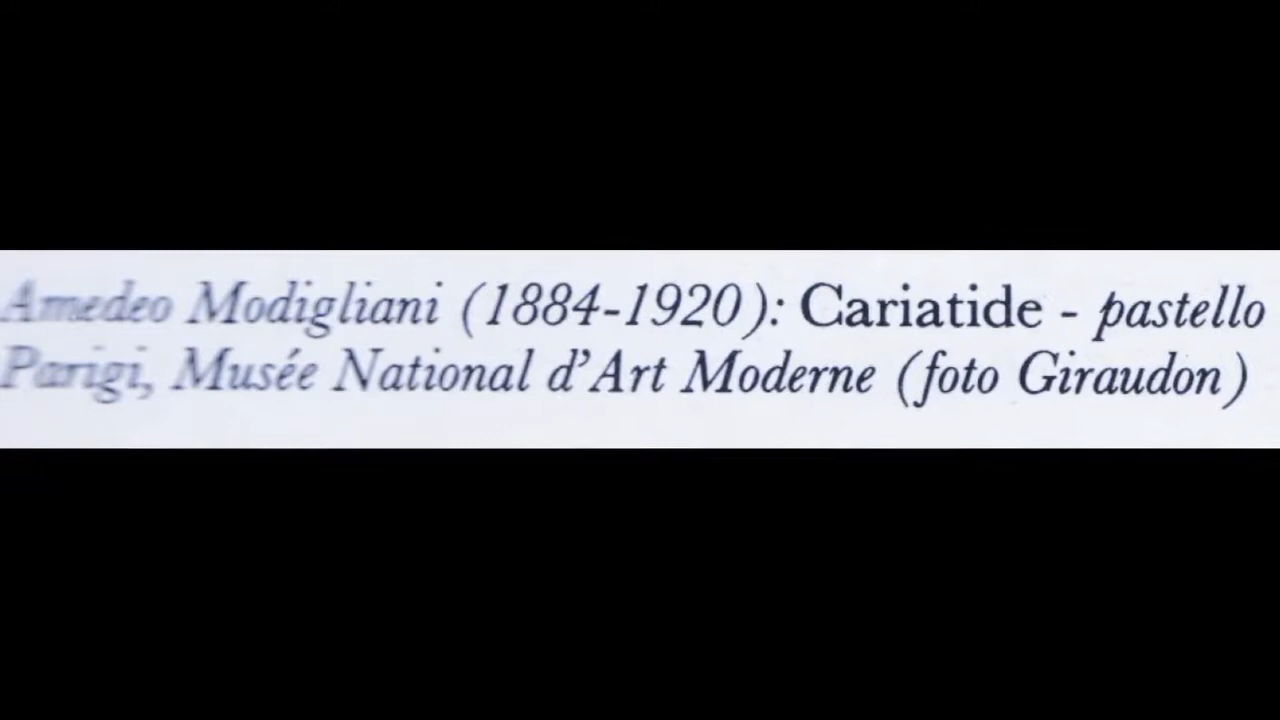 Amedeo Modigliani (1884-1920): Cariatide - pastello
Parigi, Musée National d'Art Moderne (foto Giraudon)